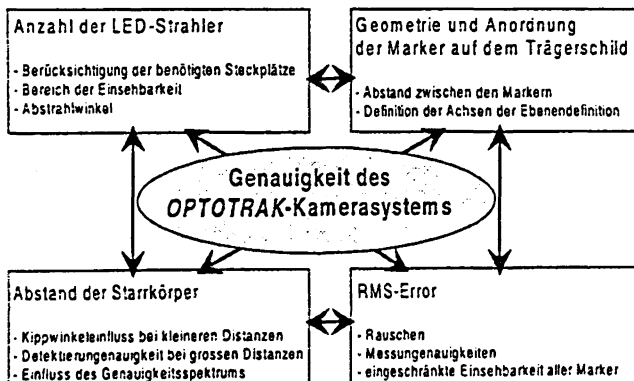 Anzahl der LED-Strahler
- Berücksichtigung der benötigten Steckplätze
- Bereich der Einsehbarkeit
- Abstrahlwinkel
Geometrie und Anordnung
der Marker auf dem Trägerschild
- Abstand zwischen den Markern
- Definition der Achsen der Ebenendefinition
Genauigkeit des
OPTOTRAK-Kamerasystems
Abstand der Starrkörper
- Kippwinkeleinfluss bei kleineren Distanzen
- Detektierungenauigkeit bei grossen Distanzen
- Einfluss des Genauigkeitsspektrums
RMS-Error
- Rauschen
- Messungenauigkeiten
- eingeschränkte Einsehbarkeit aller Marker